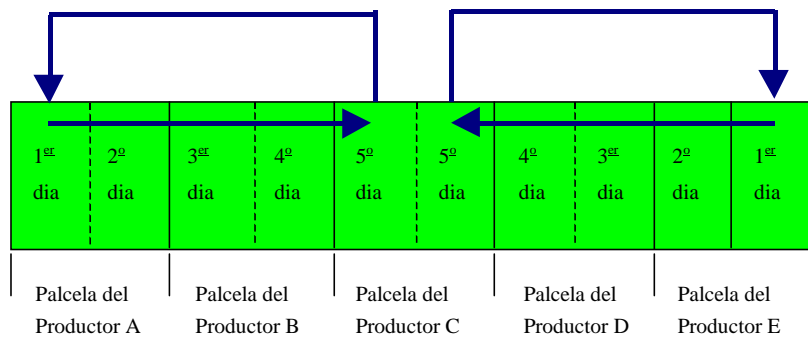 1er 2o 3er 4o 5o 5o 4o 3er 2o 1er
dia dia dia dia dia dia dia dia dia dia
Palcela del Palcela del Palcela del Palcela del Palcela del
Productor A Productor B Productor C Productor D Productor E